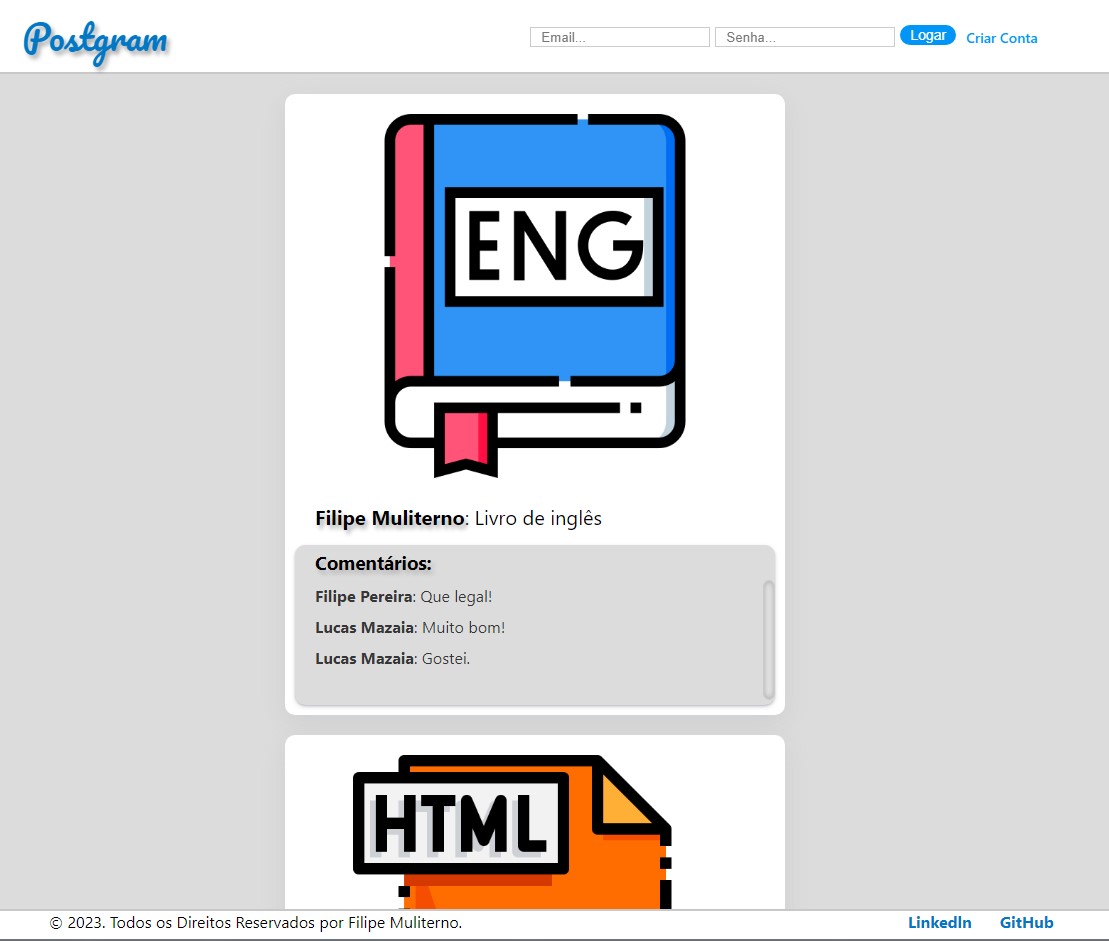 Postgram
Email...
Senha...
Logar
Criar Conta
ENG
Filipe Muliterno: Livro de inglês
Comentários:
Filipe Pereira: Que legal!
Lucas Mazaia: Muito bom!
Lucas Mazaia: Gostei.
HTML
© 2023. Todos os Direitos Reservados por Filipe Muliterno.
LinkedIn
GitHub